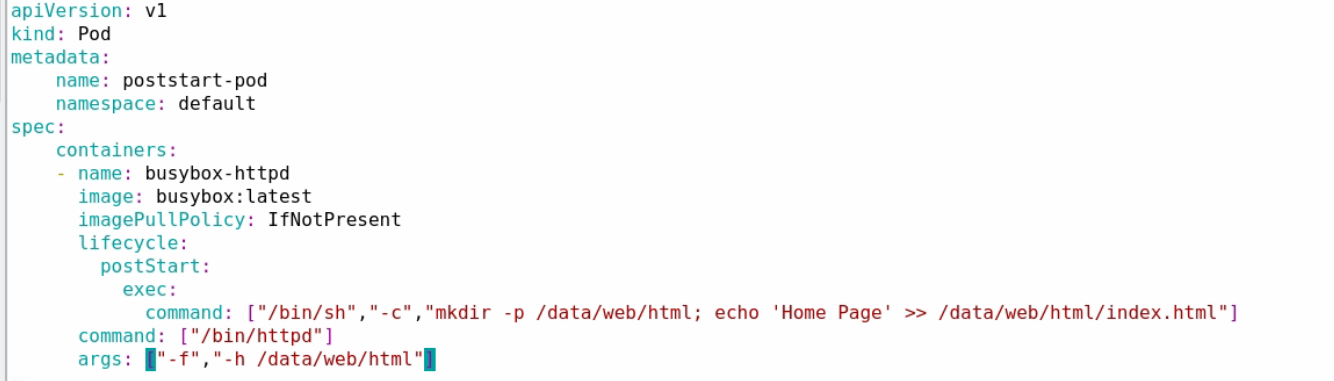 apiVersion: v1
kind: Pod
metadata:
    name: poststart-pod
    namespace: default
spec:
    containers:
    - name: busybox-httpd
      image: busybox:latest
      imagePullPolicy: IfNotPresent
      lifecycle:
        postStart:
          exec:
            command: ["/bin/sh","-c","mkdir -p /data/web/html; echo 'Home Page' >> /data/web/html/index.html"]
      command: ["/bin/httpd"]
      args: ["-f","-h /data/web/html"]